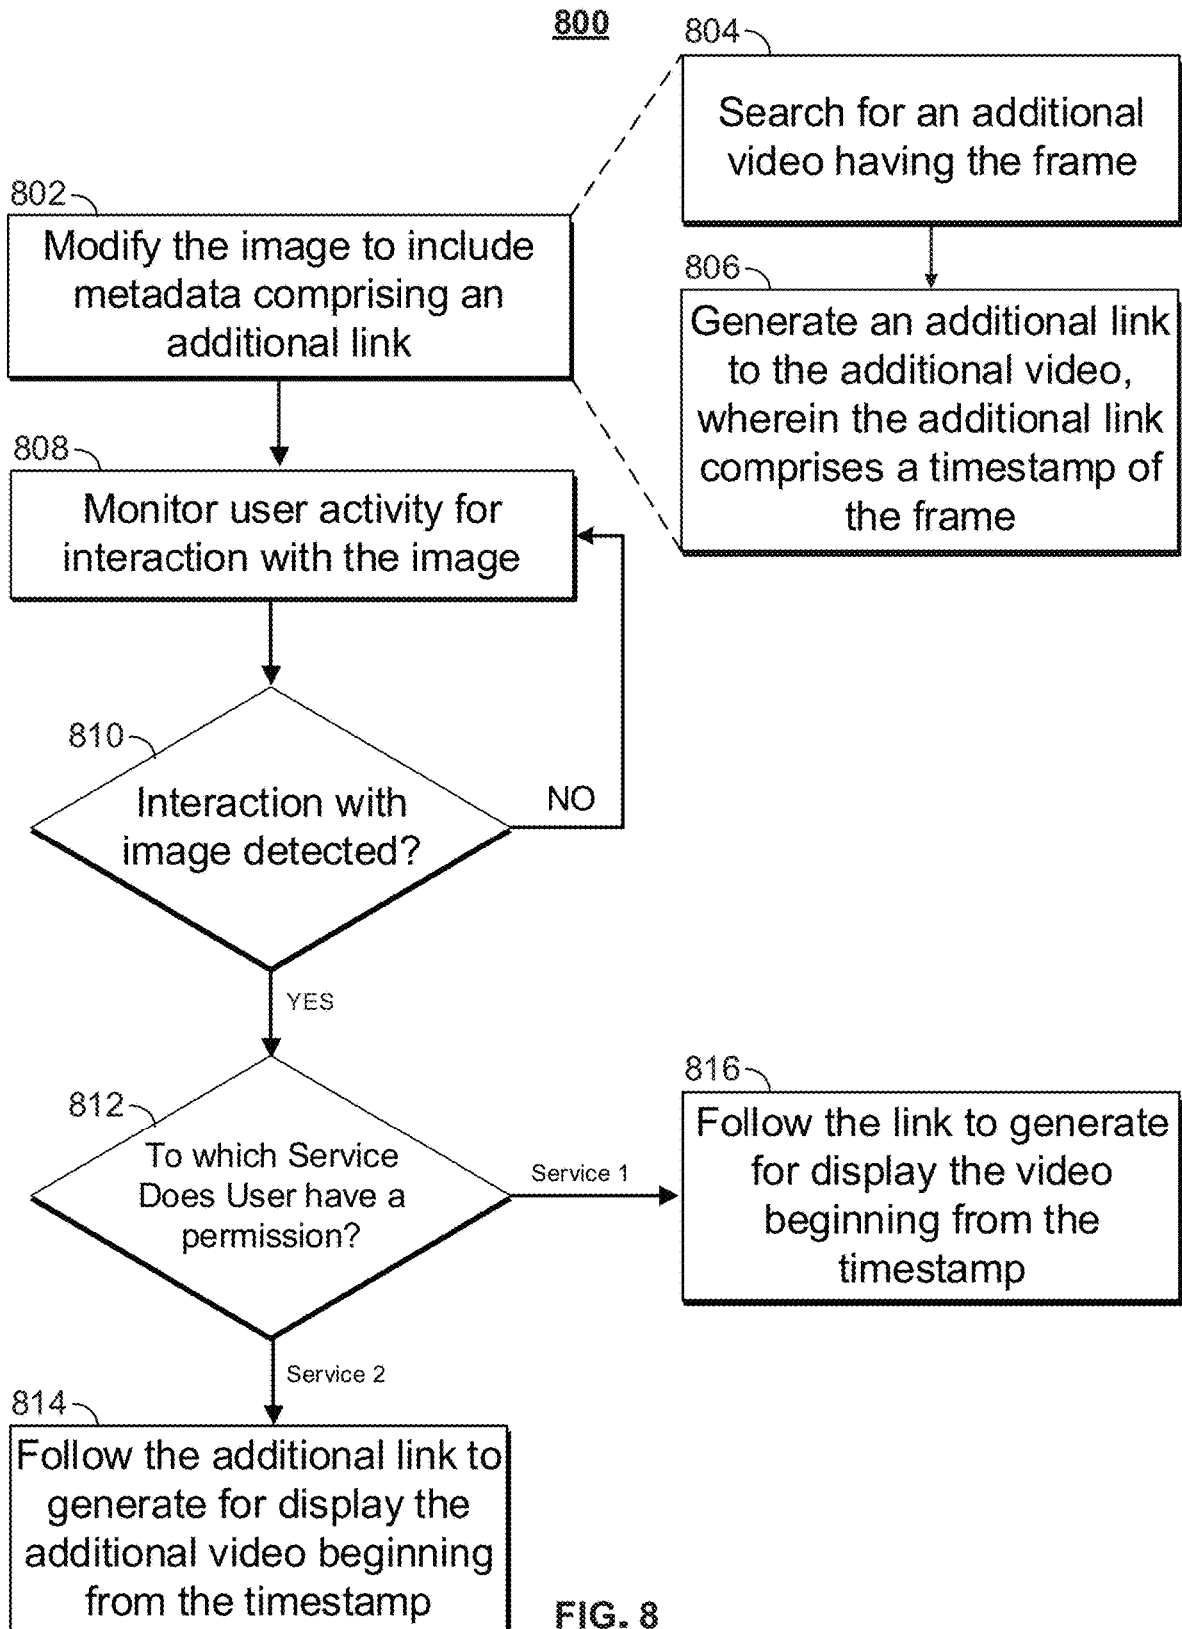 800
804
Search for an additional
video having the frame
802
Modify the image to include
metadata comprising an
additional link
806
Generate an additional link
to the additional video,
wherein the additional link
comprises a timestamp of
the frame
808
Monitor user activity for
interaction with the image
810
Interaction with
image detected?
NO
YES
812
To which Service
Does User have a
permission?
Service 1
816
Follow the link to generate
for display the video
beginning from the
timestamp
Service 2
814
Follow the additional link to
generate for display the
additional video beginning
from the timestamp
FIG. 8